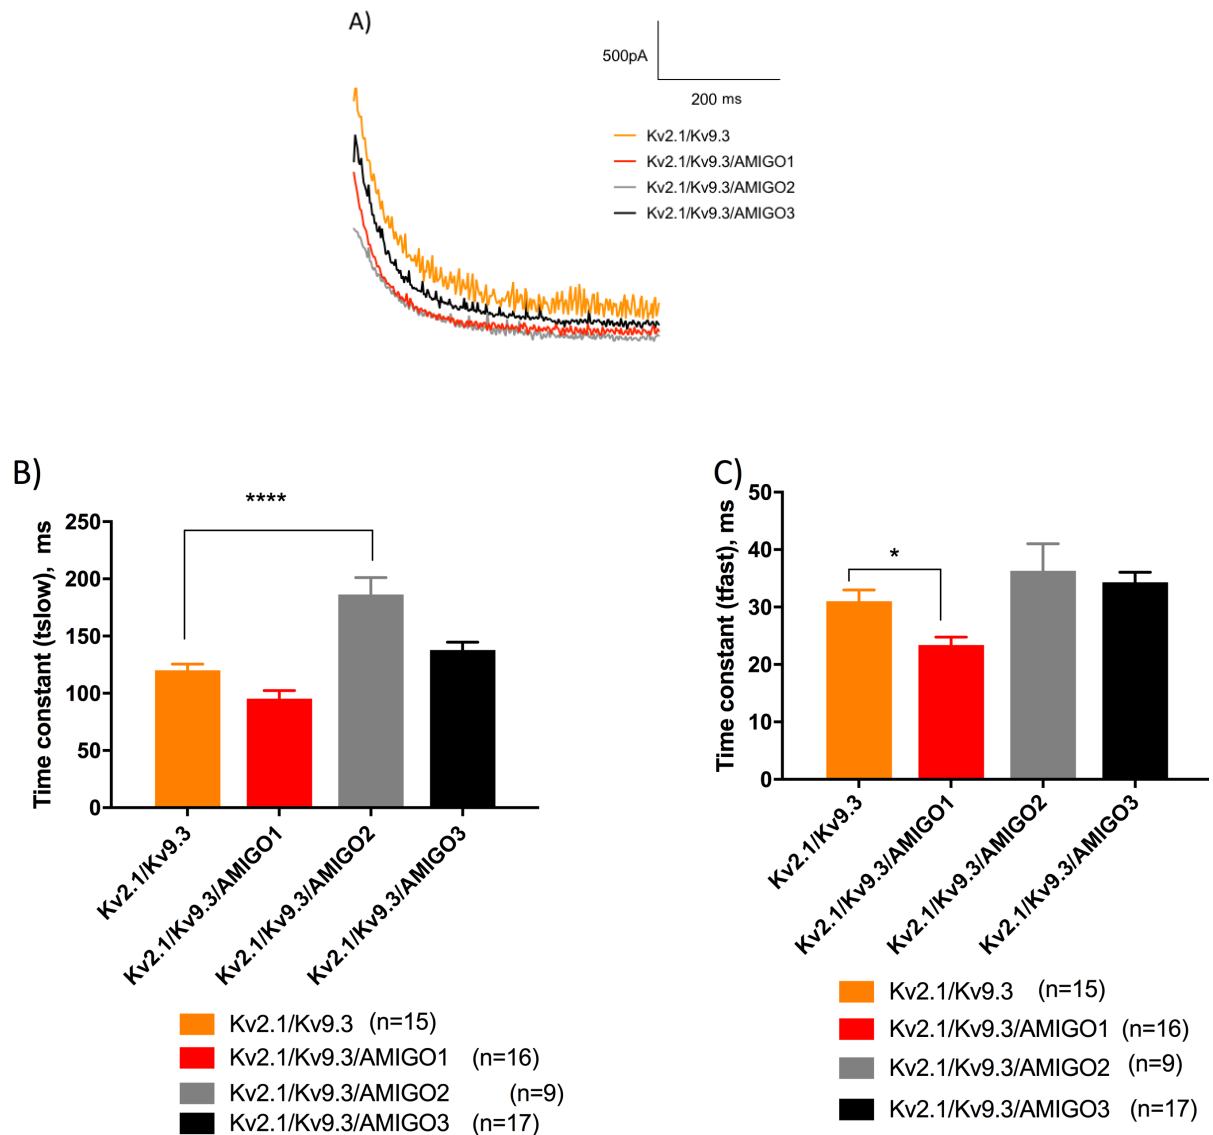 A)
500pA
200 ms
Kv2.1/Kv9.3
Kv2.1/Kv9.3/AMIGO1
Kv2.1/Kv9.3/AMIGO2
Kv2.1/Kv9.3/AMIGO3
B)
****
Time constant (tslow), ms
250
200
150
100
50
0
Kv2.1/Kv9.3
Kv2.1/Kv9.3/AMIGO1
Kv2.1/Kv9.3/AMIGO2
Kv2.1/Kv9.3/AMIGO3
Kv2.1/Kv9.3 (n=15)
Kv2.1/Kv9.3/AMIGO1 (n=16)
Kv2.1/Kv9.3/AMIGO2 (n=9)
Kv2.1/Kv9.3/AMIGO3 (n=17)
C)
*
Time constant (tfast), ms
50
40
30
20
10
0
Kv2.1/Kv9.3
Kv2.1/Kv9.3/AMIGO1
Kv2.1/Kv9.3/AMIGO2
Kv2.1/Kv9.3/AMIGO3
Kv2.1/Kv9.3 (n=15)
Kv2.1/Kv9.3/AMIGO1 (n=16)
Kv2.1/Kv9.3/AMIGO2 (n=9)
Kv2.1/Kv9.3/AMIGO3 (n=17)